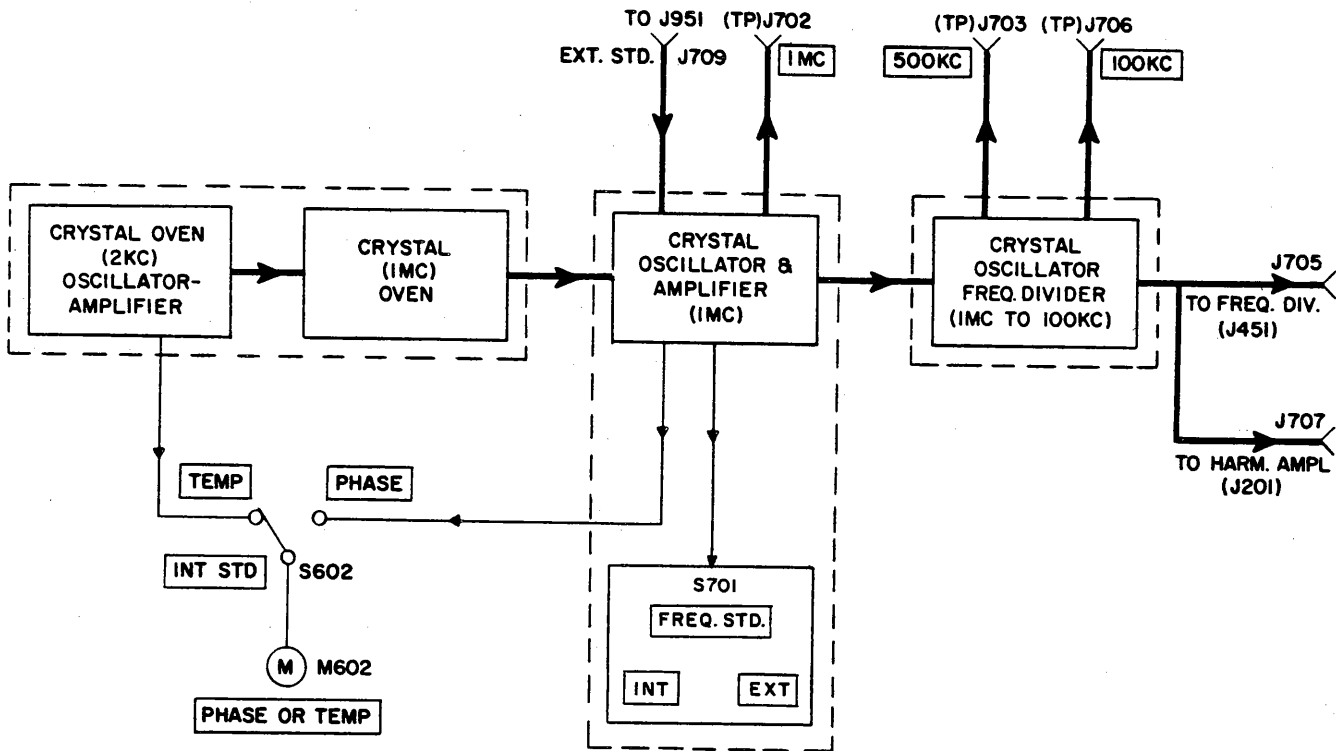 TO J951 (TP)J702
(TP)J703 (TP)J706
EXT. STD. J709
1MC
500KC
100KC
CRYSTAL OVEN
(2KC)
OSCILLATOR-
AMPLIFIER
CRYSTAL
(1MC)
OVEN
CRYSTAL
OSCILLATOR &
AMPLIFIER
(1MC)
CRYSTAL
OSCILLATOR
FREQ. DIVIDER
(1MC TO 100KC)
J705
TO FREQ. DIV.
(J451)
J707
TO HARM. AMPL
(J201)
TEMP
PHASE
INT STD
S602
M
M602
PHASE OR TEMP
S701
FREQ. STD.
INT
EXT